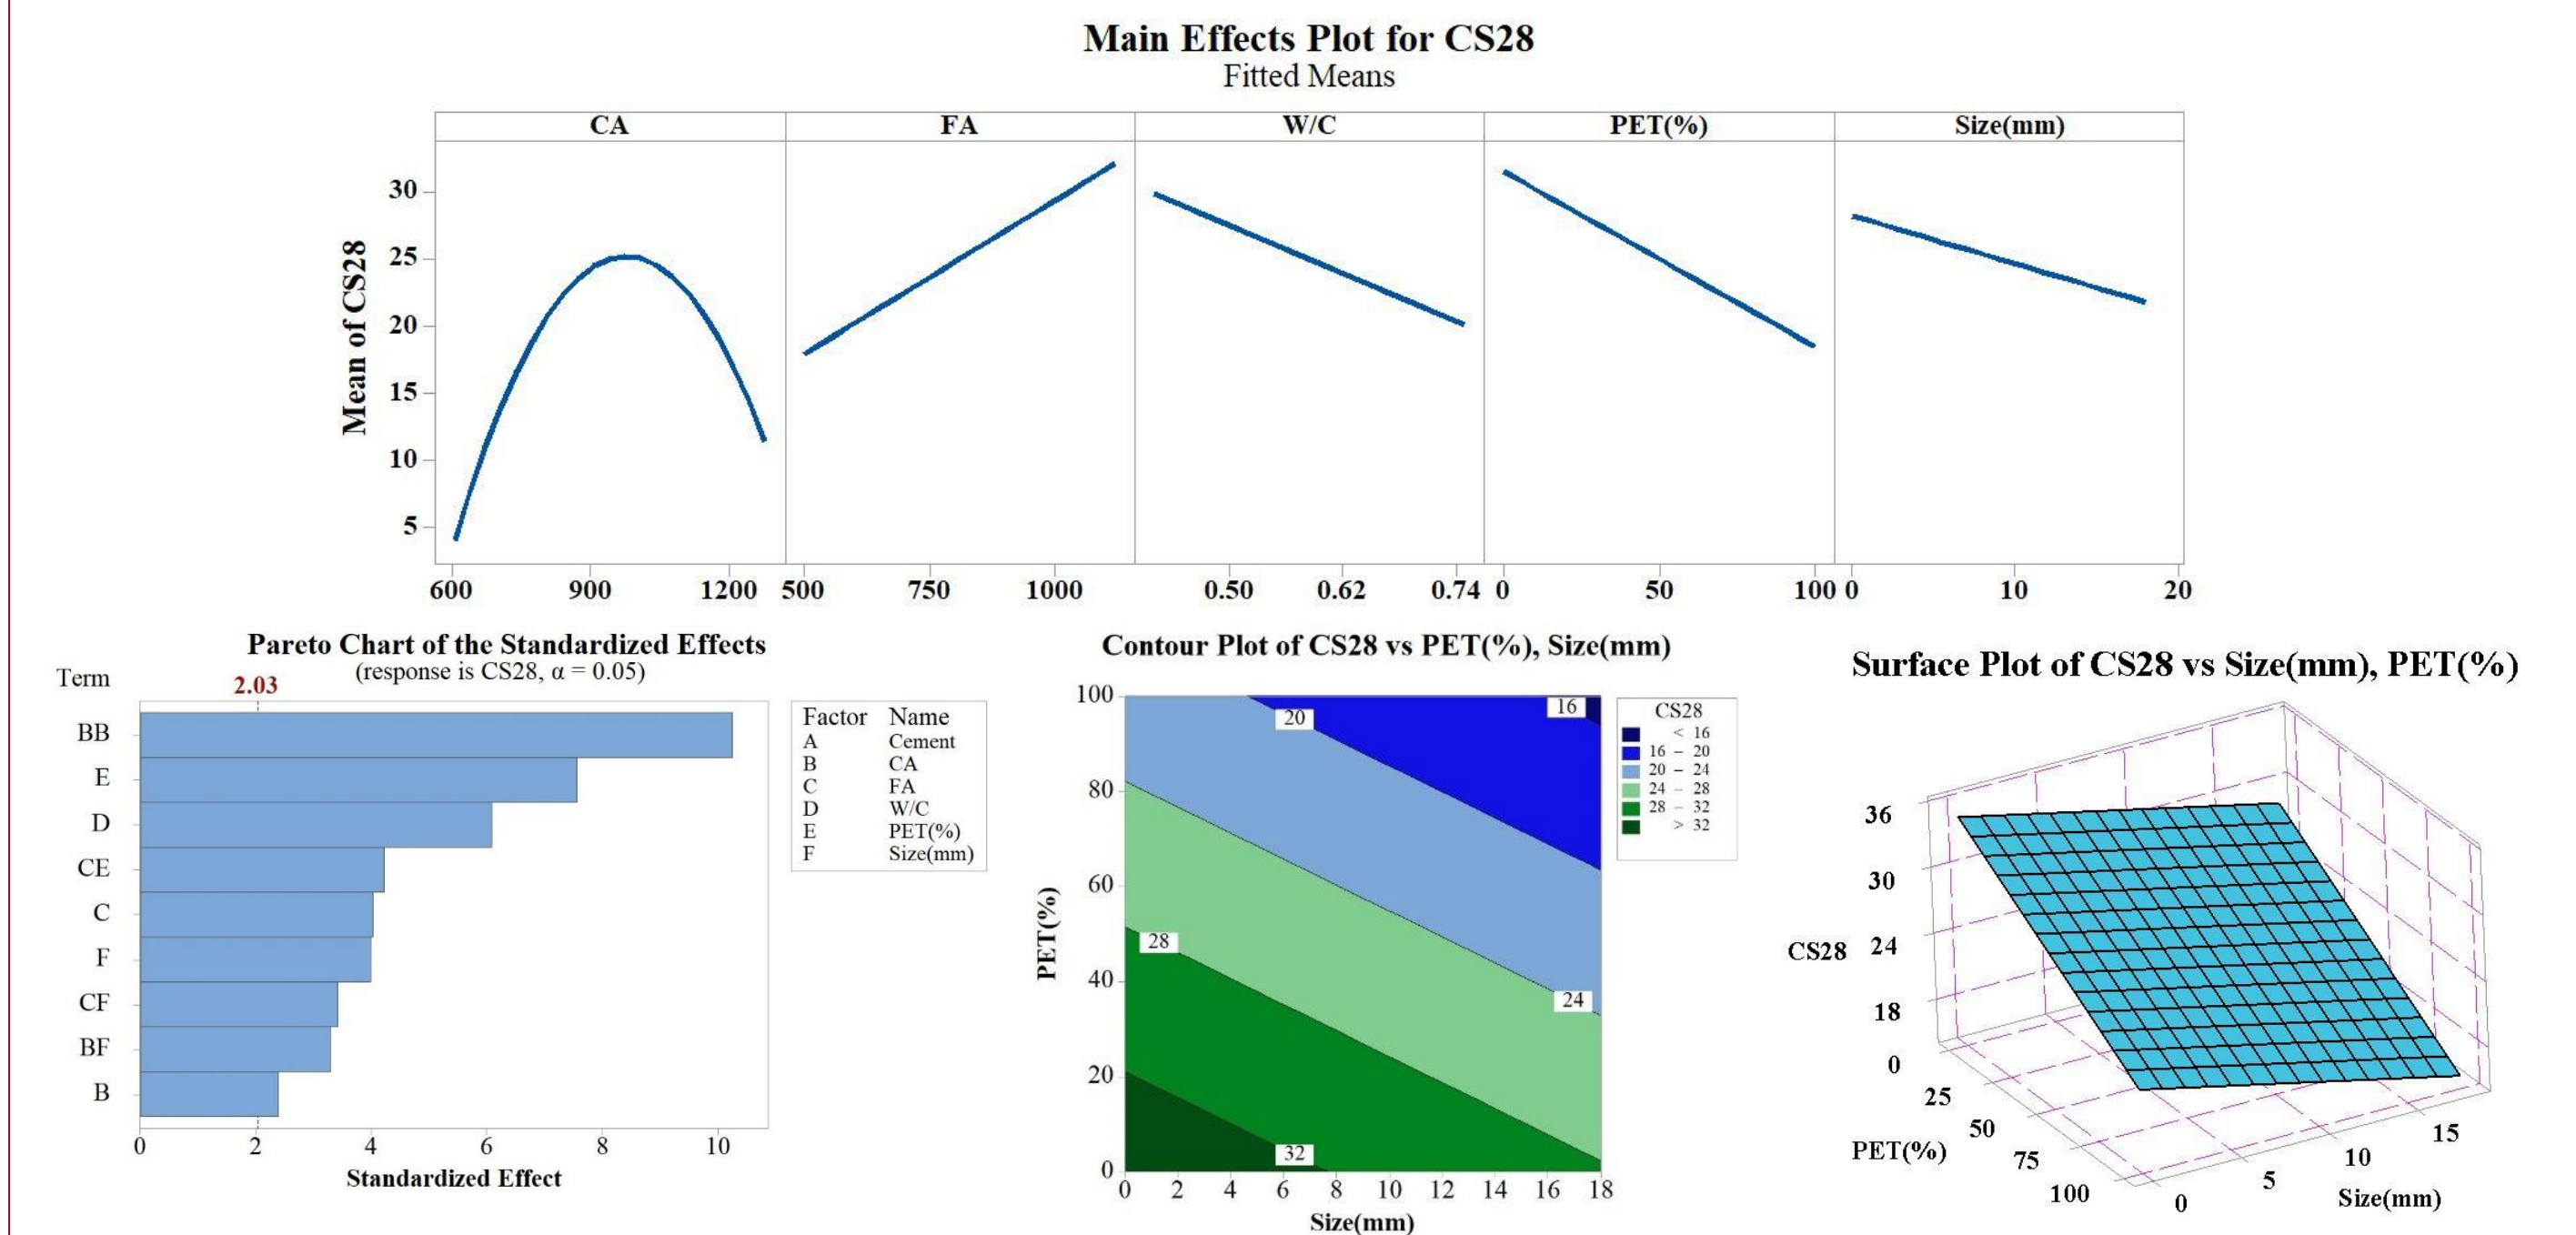 Main Effects Plot for CS28
Fitted Means
CA FA W/C PET(%) Size(mm)
Mean of CS28
30
25
20
15
10
5
600 900 1200 500 750 1000 0.50 0.62 0.74 0 50 100 0 10 20
Pareto Chart of the Standardized Effects
(response is CS28, α = 0.05)
Term
2.03
BB
E
D
CE
C
F
CF
BF
B
0 2 4 6 8 10
Standardized Effect
Factor Name
A Cement
B CA
C FA
D W/C
E PET(%)
F Size(mm)
Contour Plot of CS28 vs PET(%), Size(mm)
PET(%)
100
80
60
40
20
0
16
20
28
24
32
0 2 4 6 8 10 12 14 16 18
Size(mm)
CS28
< 16
16 – 20
20 – 24
24 – 28
28 – 32
> 32
Surface Plot of CS28 vs Size(mm), PET(%)
36
30
CS28 24
18
0
25
50
75
100
PET(%)
0
5
10
15
Size(mm)